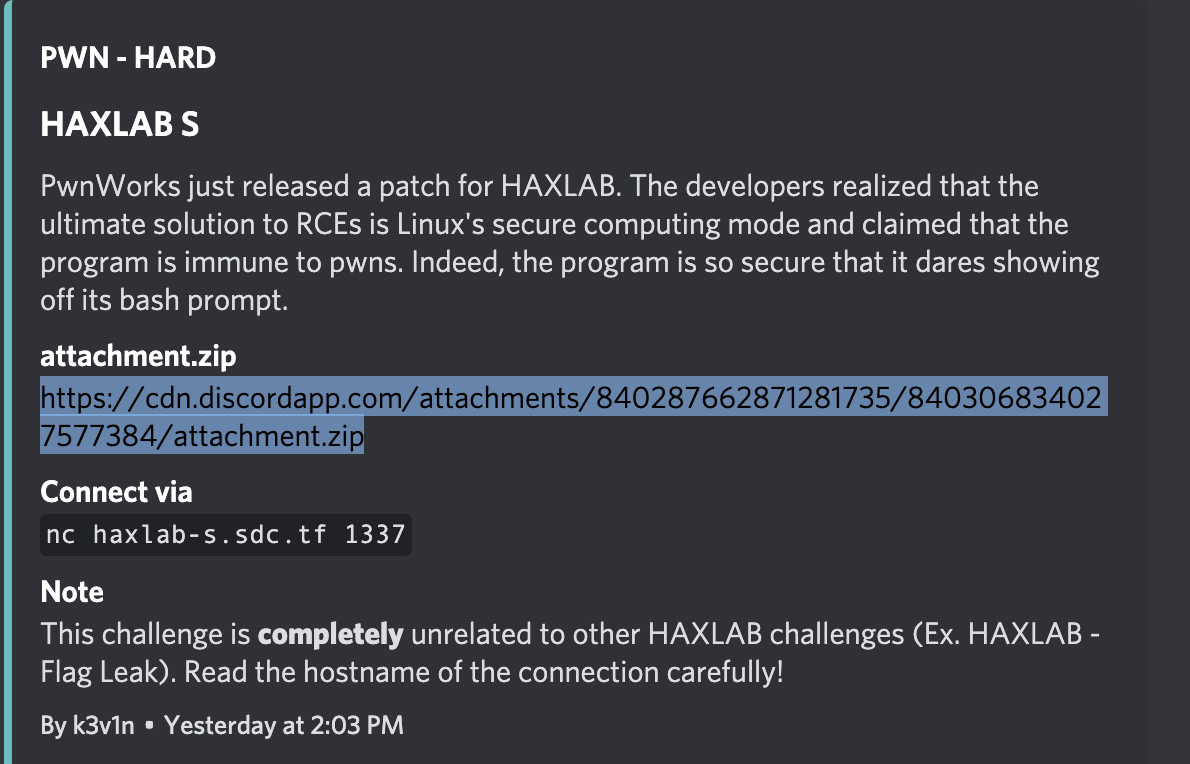 PWN - HARD
HAXLAB S
PwnWorks just released a patch for HAXLAB. The developers realized that the
ultimate solution to RCEs is Linux's secure computing mode and claimed that the
program is immune to pwns. Indeed, the program is so secure that it dares showing
off its bash prompt.
attachment.zip
https://cdn.discordapp.com/attachments/840287662871281735/84030683402
7577384/attachment.zip
Connect via
nc haxlab-s.sdc.tf 1337
Note
This challenge is completely unrelated to other HAXLAB challenges (Ex. HAXLAB -
Flag Leak). Read the hostname of the connection carefully!
By k3v1n • Yesterday at 2:03 PM